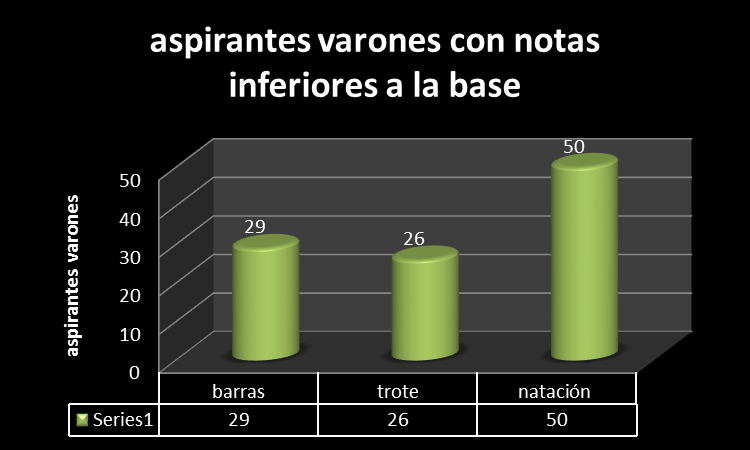 aspirantes varones con notas
inferiores a la base
aspirantes varones
50
40
30
20
10
0
29
26
50
barras trote natación
Series1 29 26 50